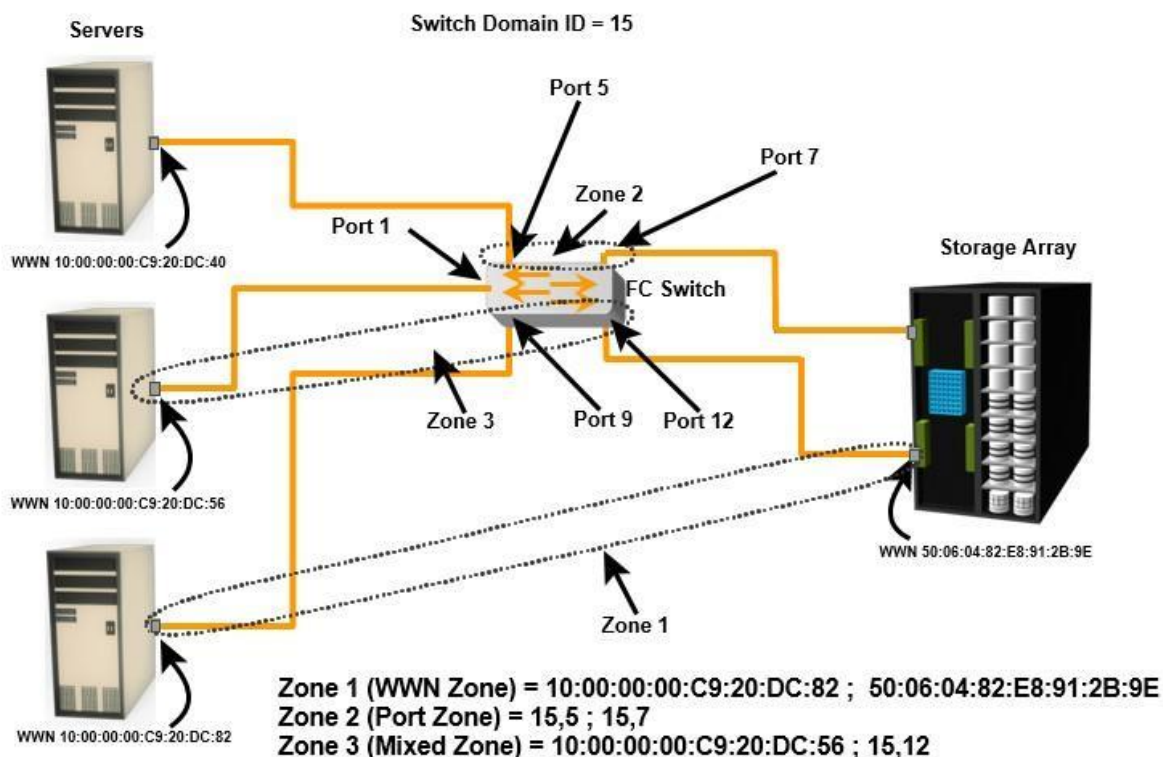 Servers
Switch Domain ID = 15
Port 5
Port 7
Zone 2
Port 1
Storage Array
WWN 10:00:00:00:C9:20:DC:40
FC Switch
Zone 3
Port 9
Port 12
WWN 10:00:00:00:C9:20:DC:56
WWN 50:06:04:82:E8:91:2B:9E
Zone 1
Zone 1 (WWN Zone) = 10:00:00:00:C9:20:DC:82 ; 50:06:04:82:E8:91:2B:9E
Zone 2 (Port Zone) = 15,5 ; 15,7
WWN 10:00:00:00:C9:20:DC:82
Zone 3 (Mixed Zone) = 10:00:00:00:C9:20:DC:56 ; 15,12